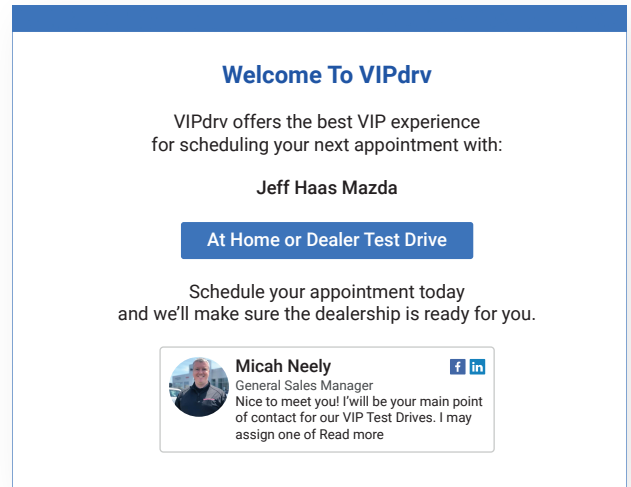 Welcome To VIPdrv
VIPdrv offers the best VIP experience
for scheduling your next appointment with:
Jeff Haas Mazda
At Home or Dealer Test Drive
Schedule your appointment today
and we'll make sure the dealership is ready for you.
Micah Neely
f in
General Sales Manager
Nice to meet you! I'will be your main point
of contact for our VIP Test Drives. I may
assign one of Read more